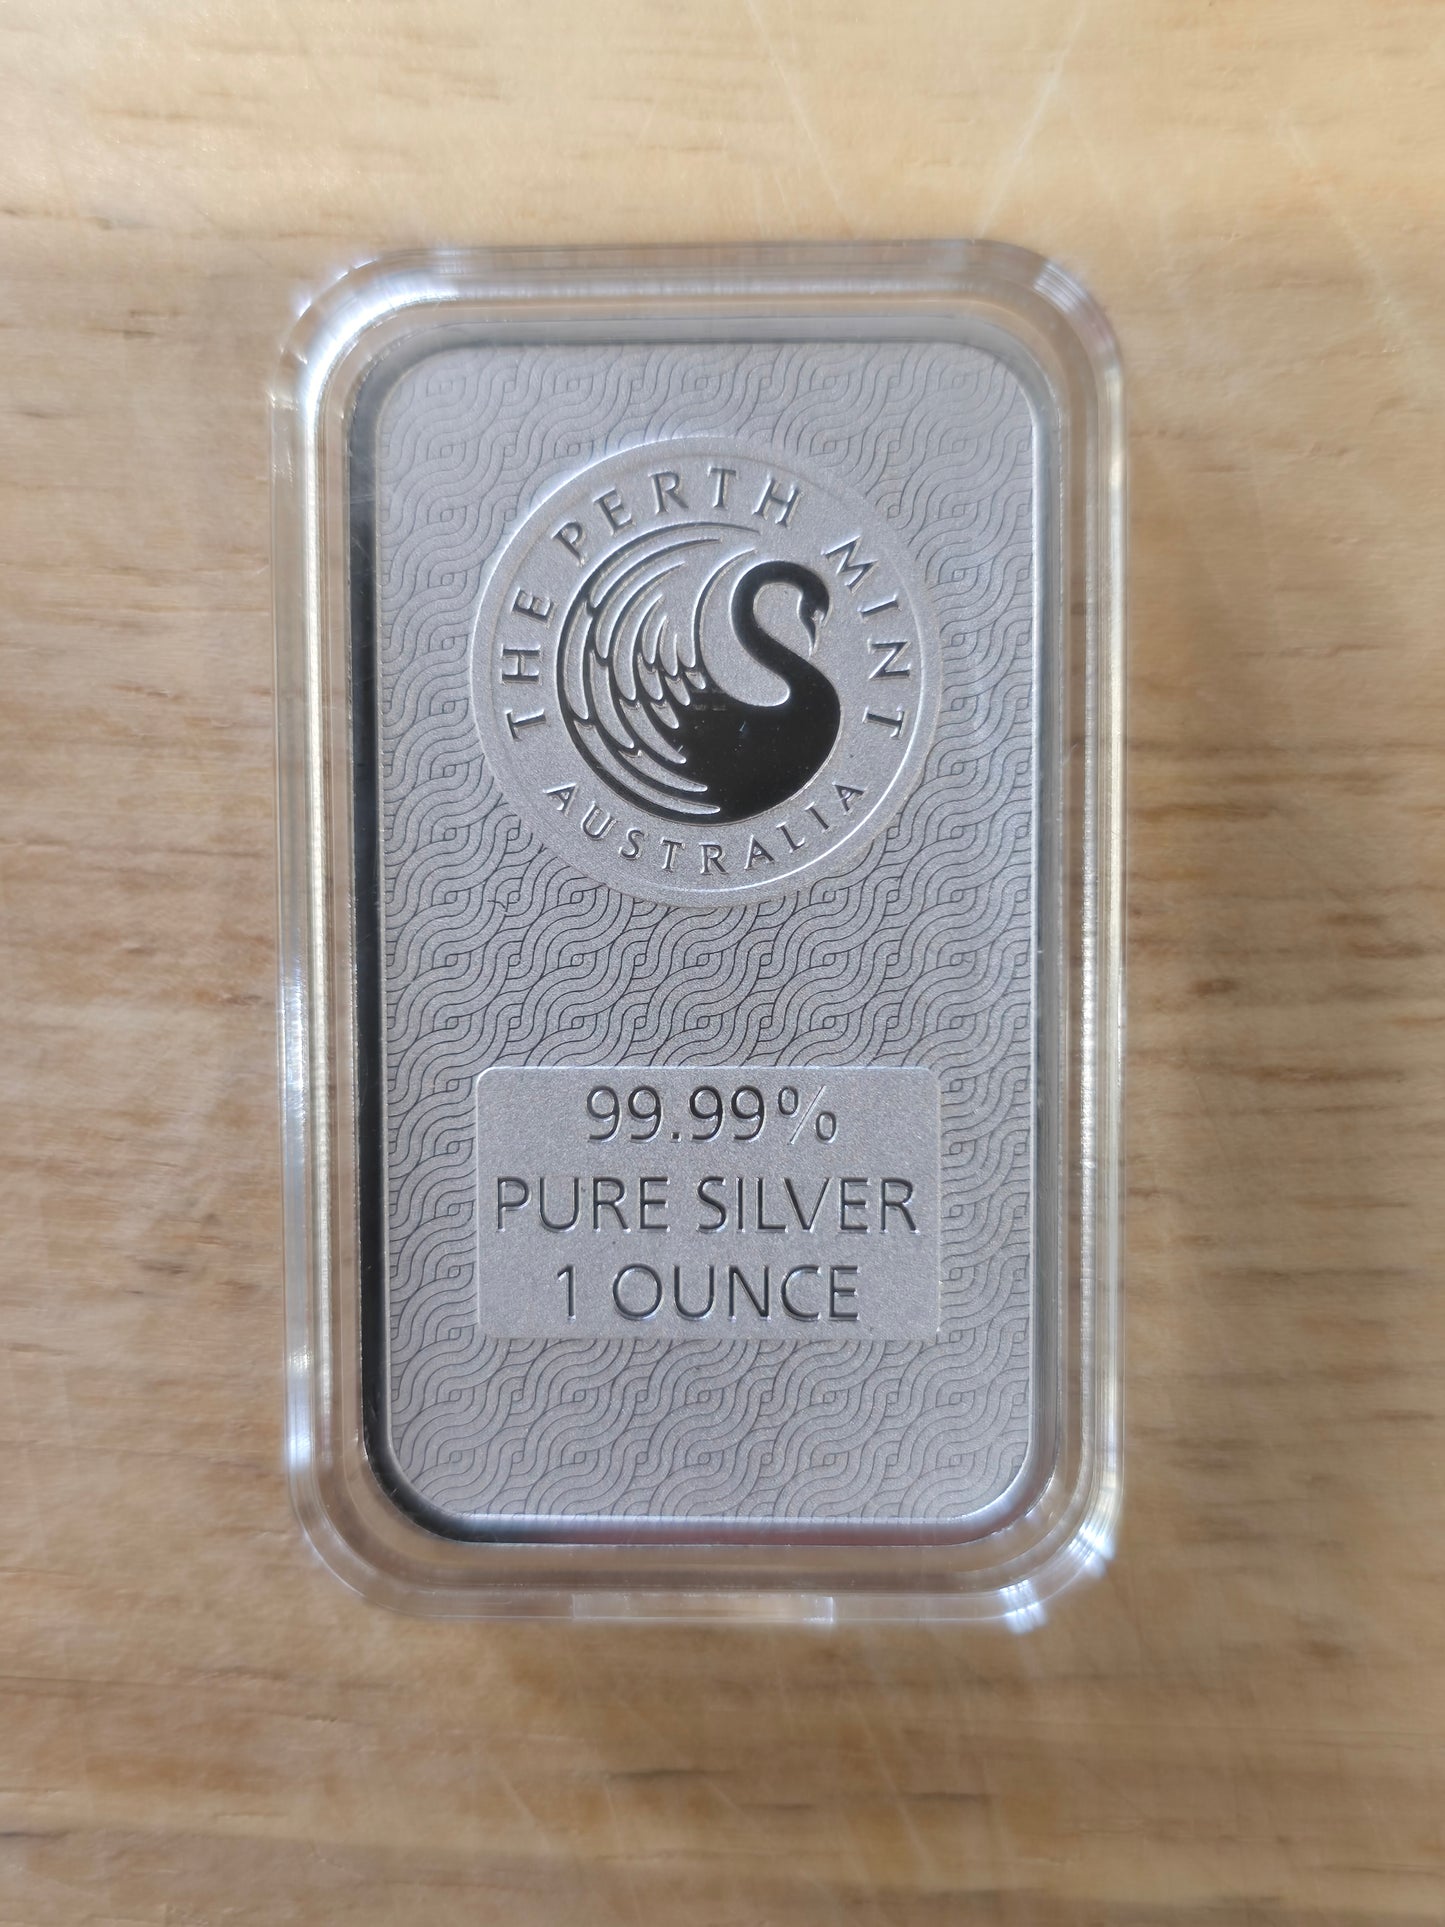 THE PERTH MINT
AUSTRALIA
99.99%
PURE SILVER
1 OUNCE